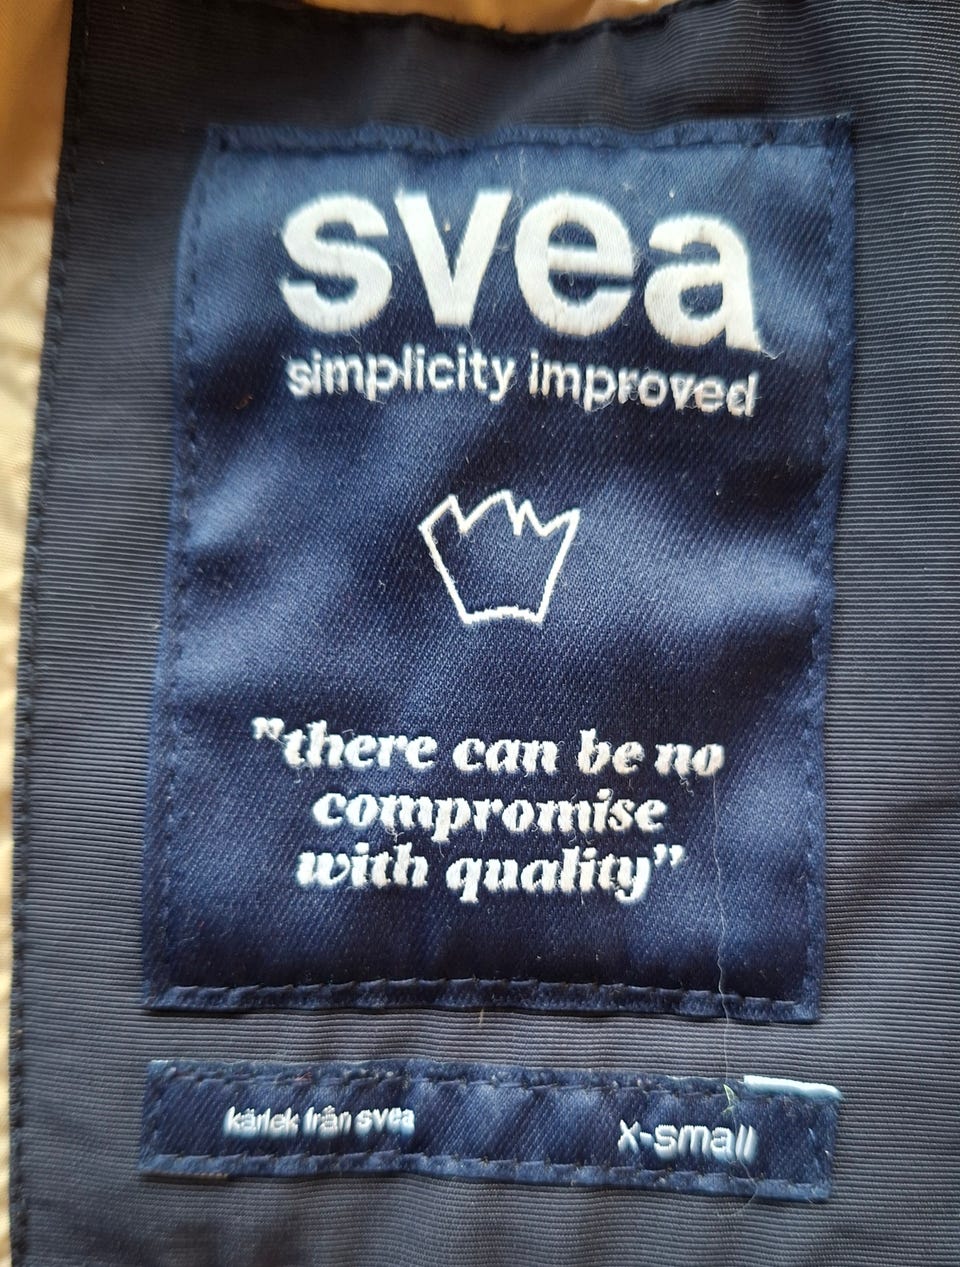 svea
simplicity improved
"there can be no
compromise
with quality"
kärlek från svea
x-small